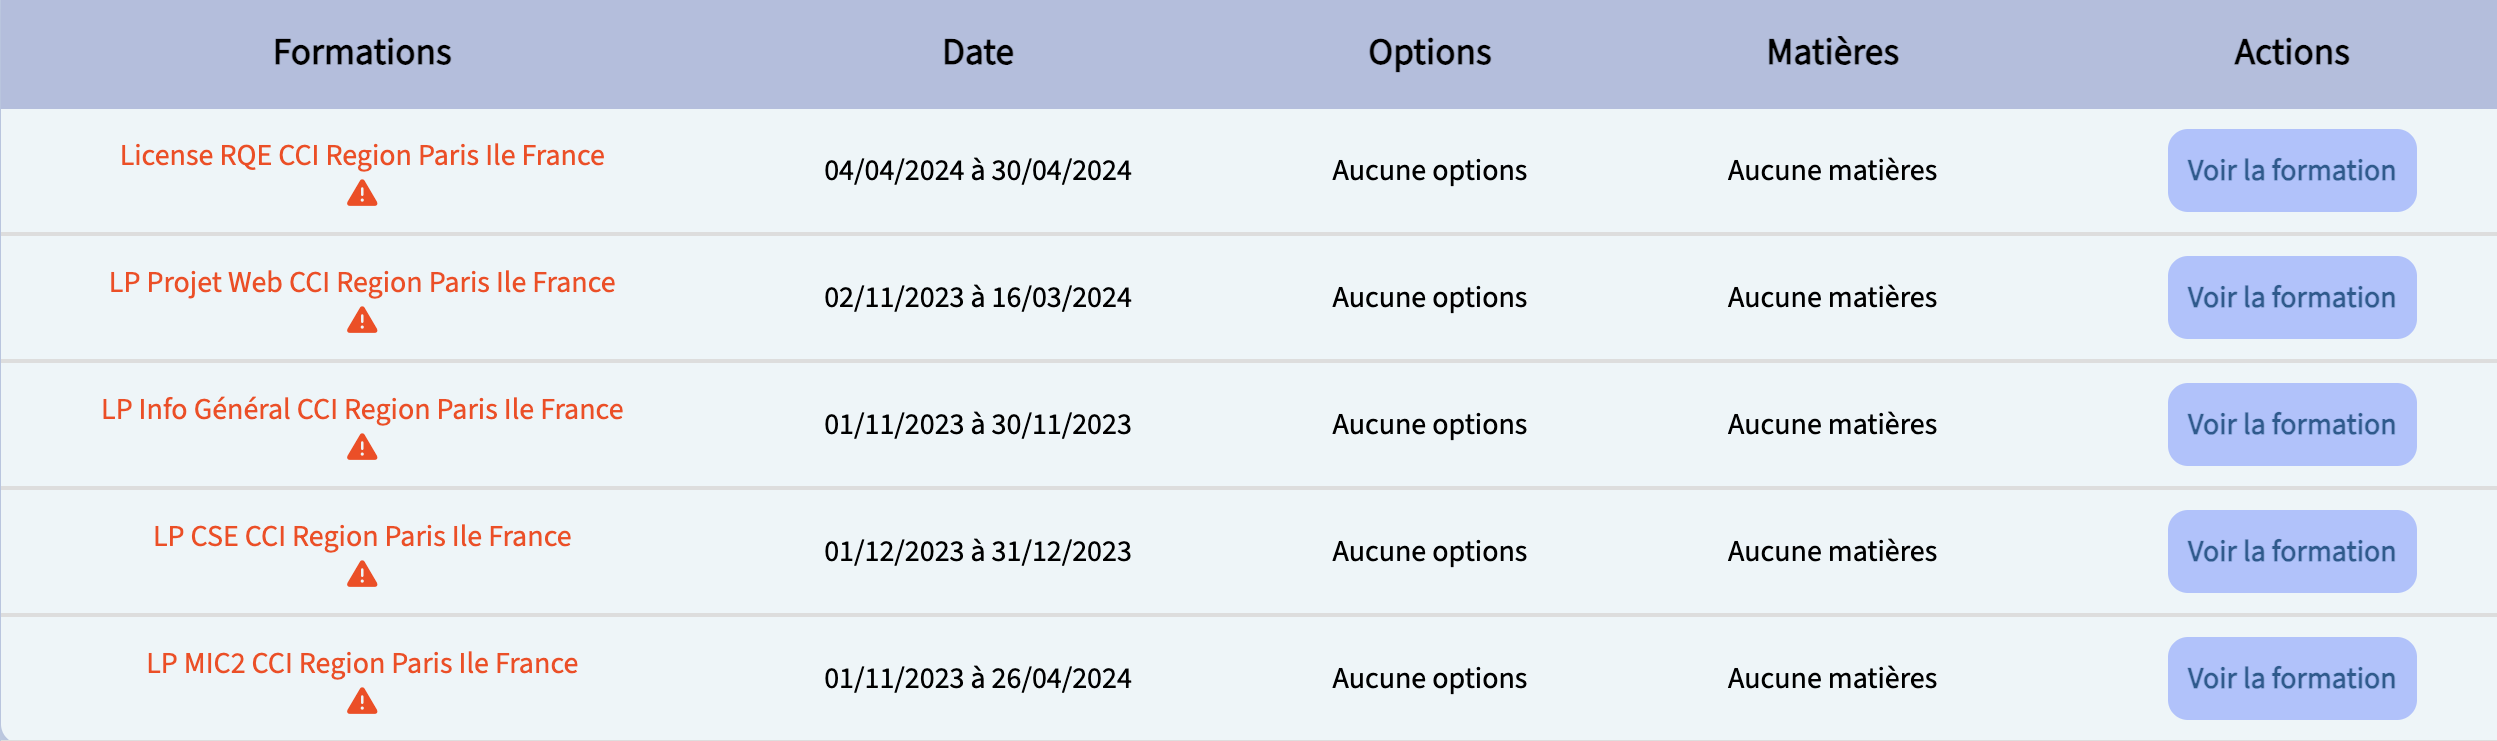 Formations Date Options Matières Actions
License RQE CCI Region Paris Ile France 04/04/2024 à 30/04/2024 Aucune options Aucune matières Voir la formation
LP Projet Web CCI Region Paris Ile France 02/11/2023 à 16/03/2024 Aucune options Aucune matières Voir la formation
LP Info Général CCI Region Paris Ile France 01/11/2023 à 30/11/2023 Aucune options Aucune matières Voir la formation
LP CSE CCI Region Paris Ile France 01/12/2023 à 31/12/2023 Aucune options Aucune matières Voir la formation
LP MIC2 CCI Region Paris Ile France 01/11/2023 à 26/04/2024 Aucune options Aucune matières Voir la formation